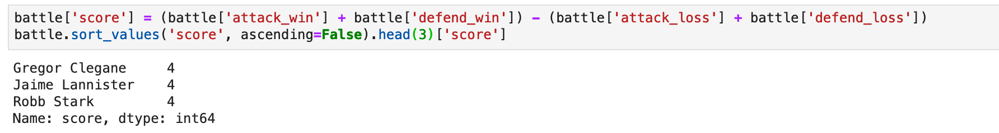 battle['score'] = (battle['attack_win'] + battle['defend_win']) - (battle['attack_loss'] + battle['defend_loss'])
battle.sort_values('score', ascending=False).head(3)['score']
Gregor Clegane     4
Jaime Lannister    4
Robb Stark         4
Name: score, dtype: int64